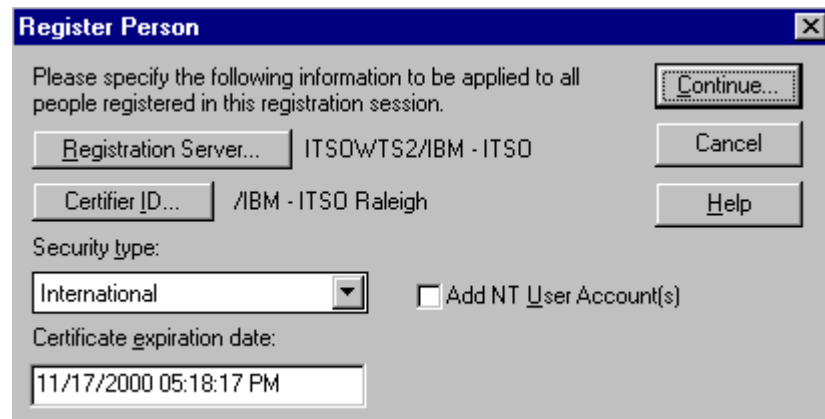 Register Person
Please specify the following information to be applied to all
people registered in this registration session.
Continue...
Registration Server... ITSOWTS2/IBM - ITSO
Cancel
Certifier ID... /IBM - ITSO Raleigh
Help
Security type:
International
Add NT User Account(s)
Certificate expiration date:
11/17/2000 05:18:17 PM